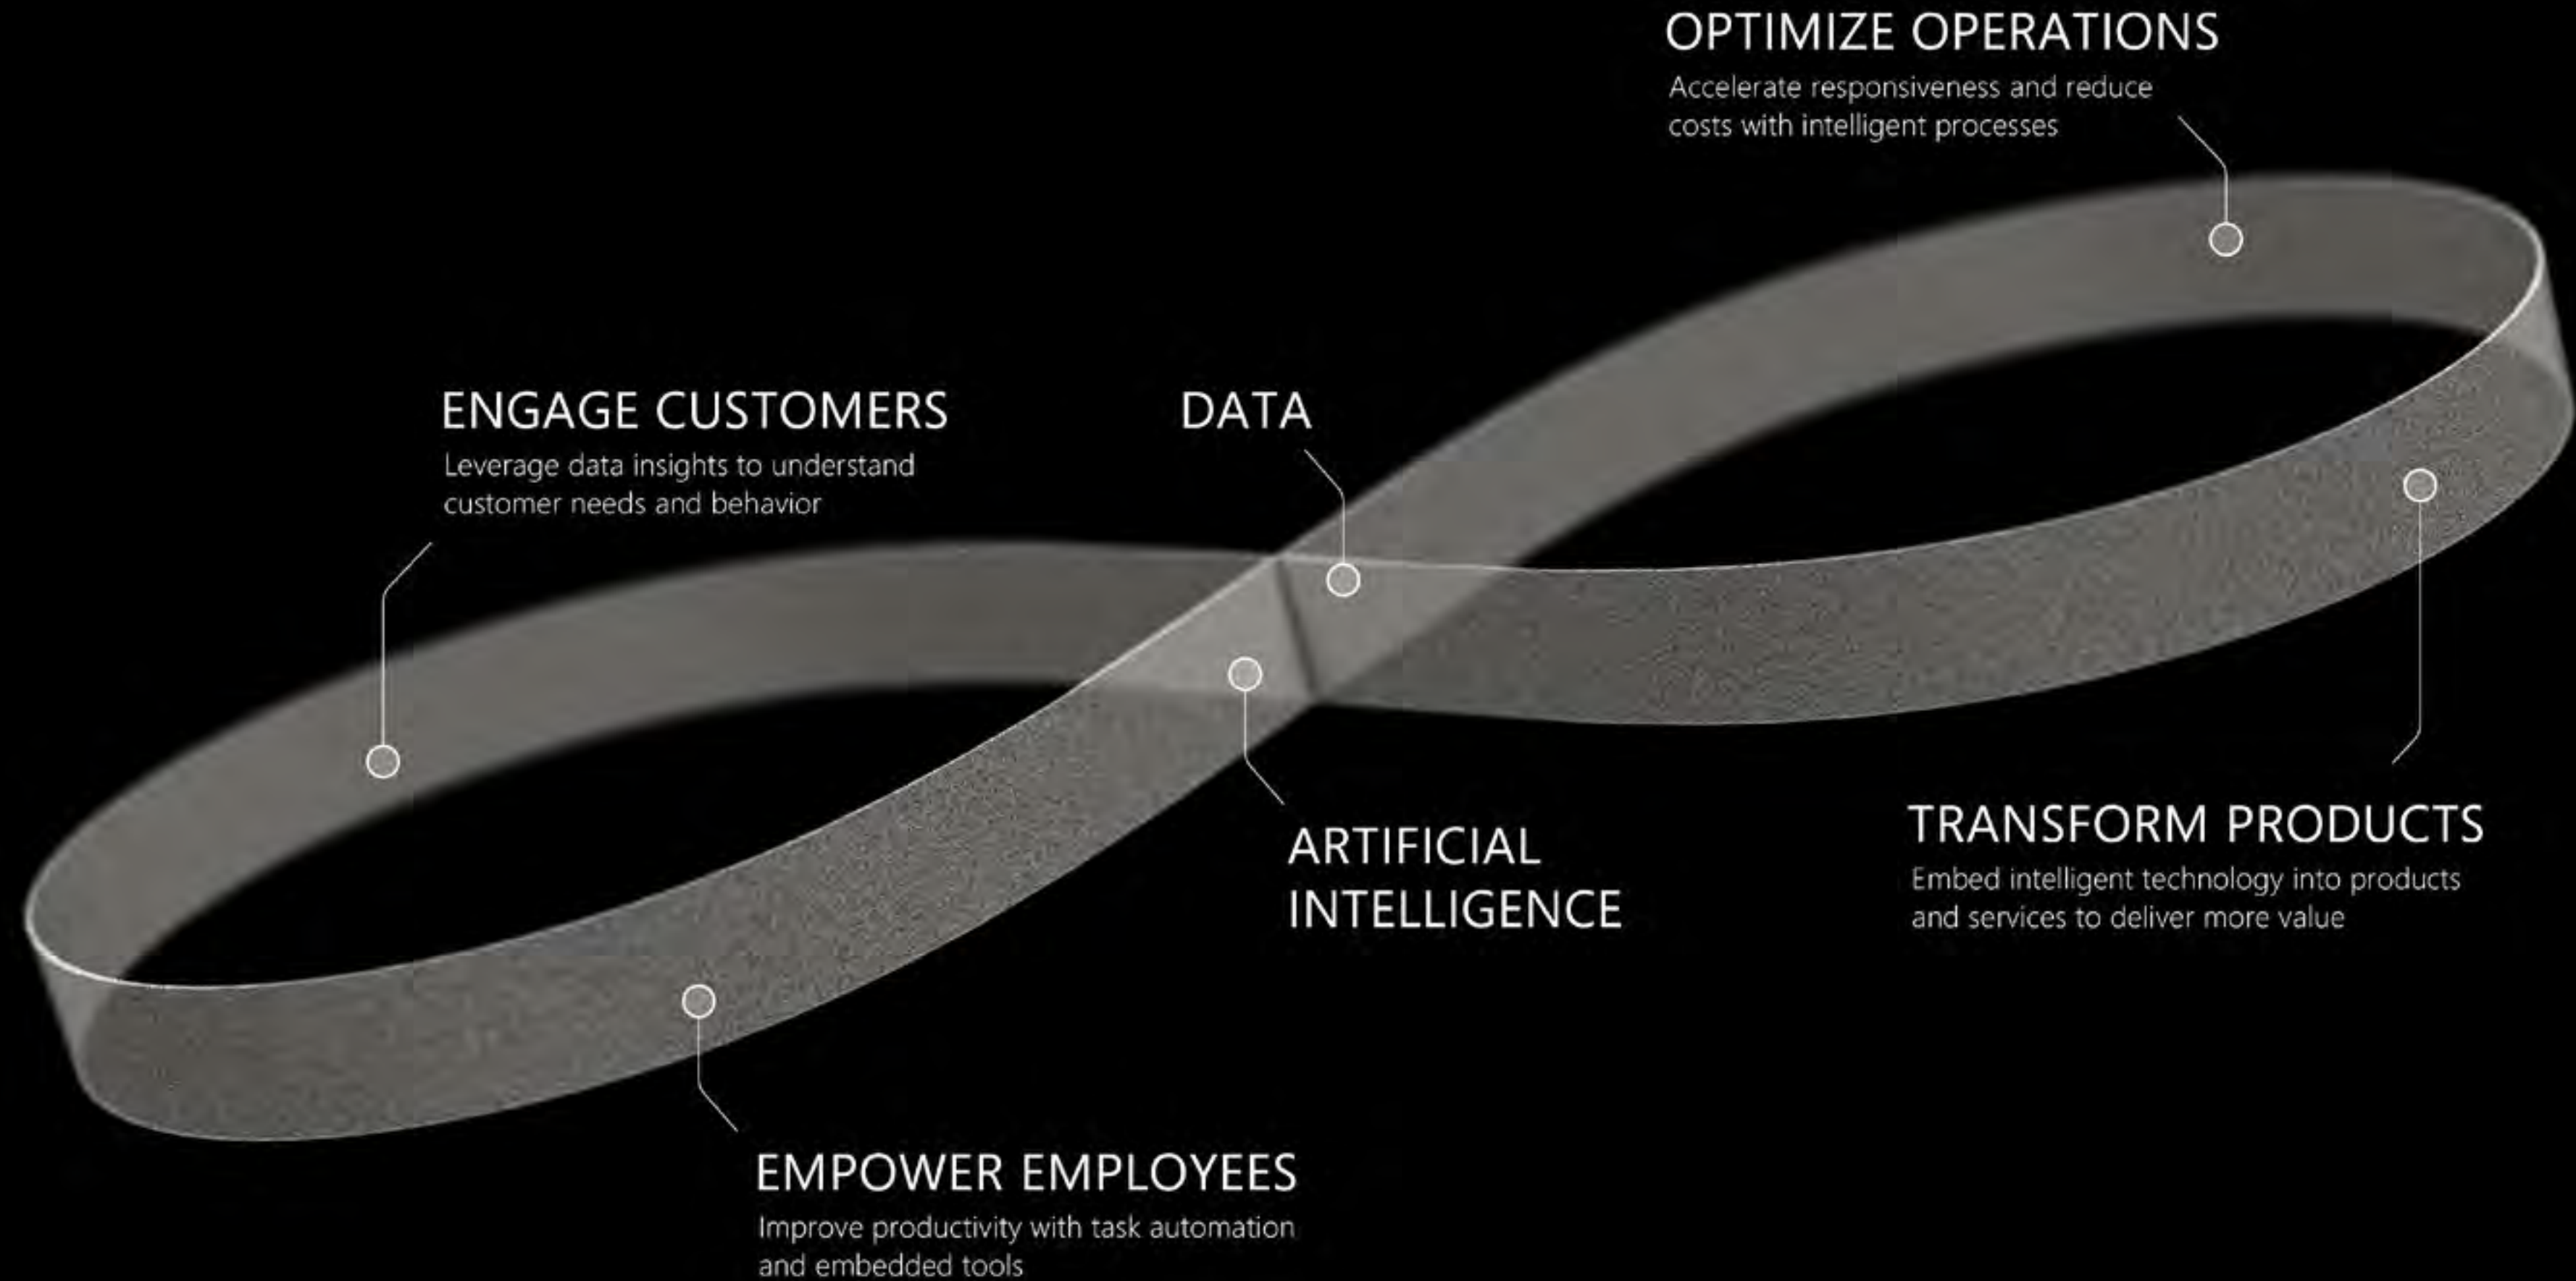 OPTIMIZE OPERATIONS
Accelerate responsiveness and reduce
costs with intelligent processes
ENGAGE CUSTOMERS
Leverage data insights to understand
customer needs and behavior
DATA
ARTIFICIAL
INTELLIGENCE
TRANSFORM PRODUCTS
Embed intelligent technology into products
and services to deliver more value
EMPOWER EMPLOYEES
Improve productivity with task automation
and embedded tools